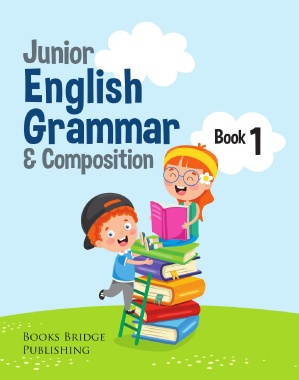 Junior
English
Grammar
& Composition
Book 1
Books Bridge
Publishing